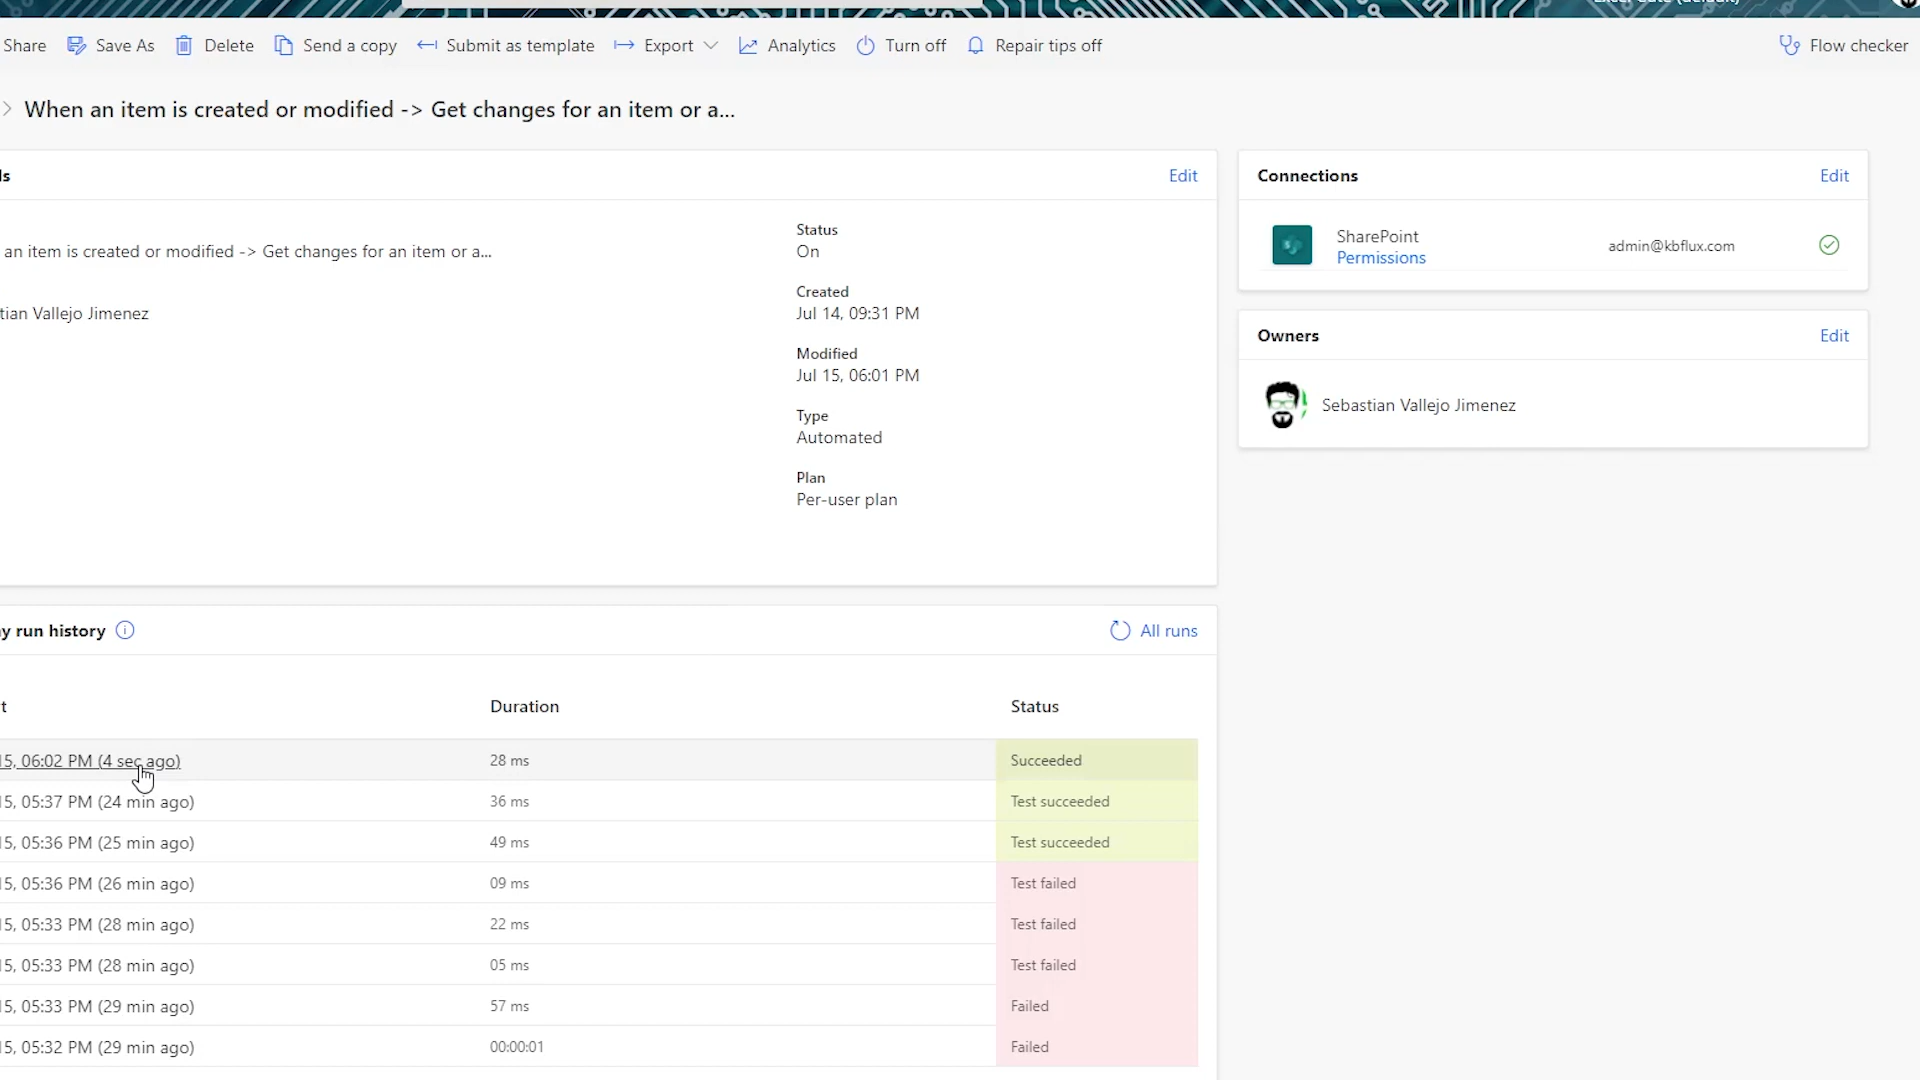 Share Save As Delete Send a copy Submit as template Export Analytics Turn off Repair tips off Flow checker
When an item is created or modified -> Get changes for an item or a...
Edit
Connections Edit
Status
SharePoint
admin@kbflux.com
an item is created or modified -> Get changes for an item or a...
On
Permissions
Created
Vallejo Jimenez
Jul 14, 09:31 PM
Owners Edit
Modified
Jul 15, 06:01 PM
Sebastian Vallejo Jimenez
Type
Automated
Plan
Per-user plan
run history All runs
Duration Status
15, 06:02 PM (4 sec ago) 28 ms Succeeded
15, 05:37 PM (24 min ago) 36 ms Test succeeded
15, 05:36 PM (25 min ago) 49 ms Test succeeded
15, 05:36 PM (26 min ago) 09 ms Test failed
15, 05:33 PM (28 min ago) 22 ms Test failed
15, 05:33 PM (28 min ago) 05 ms Test failed
15, 05:33 PM (29 min ago) 57 ms Failed
15, 05:32 PM (29 min ago) 00:00:01 Failed